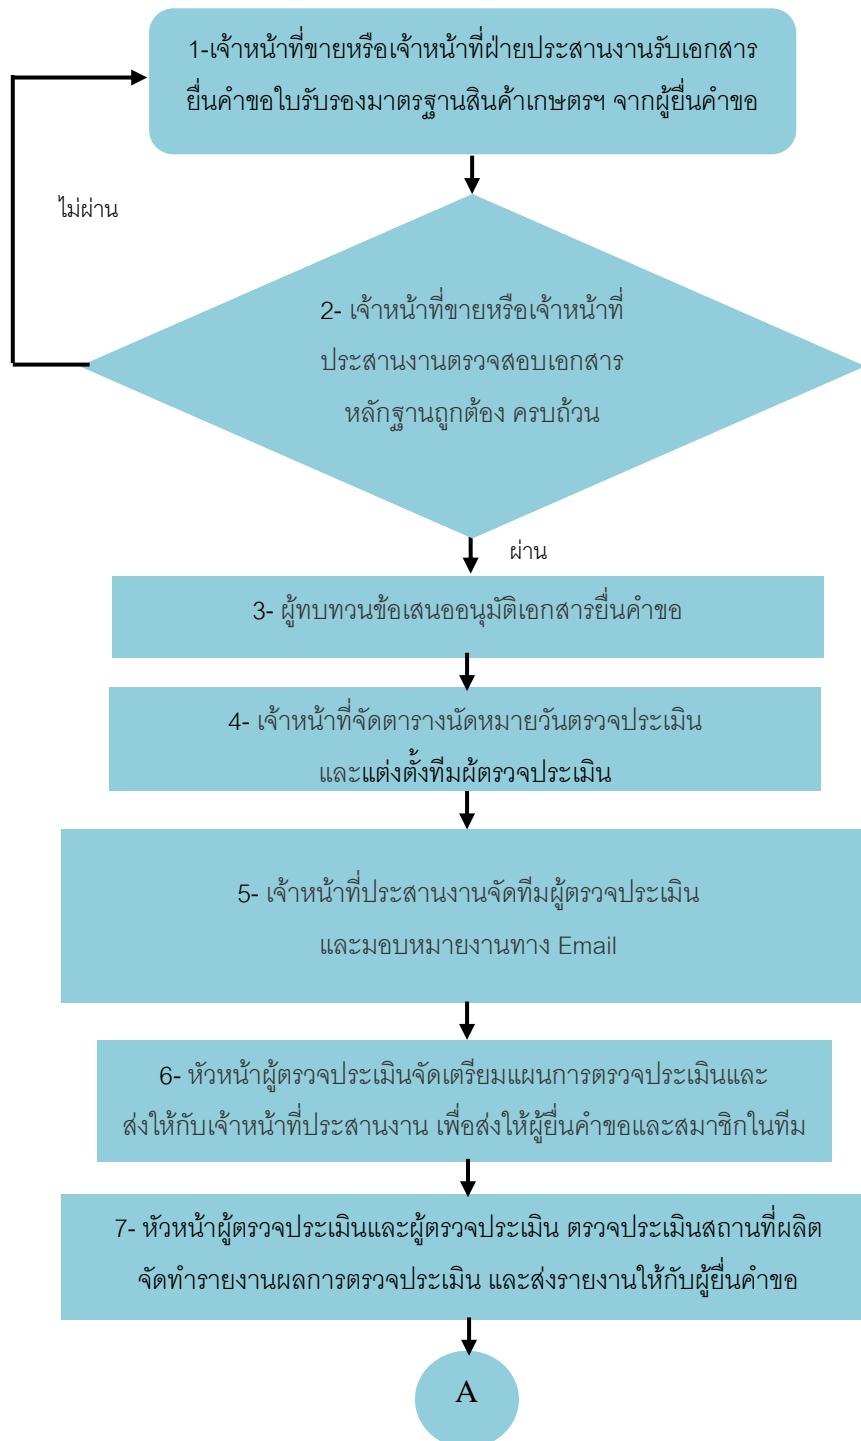 1-เจ้าหน้าที่ขายหรือเจ้าหน้าที่ฝ่ายประสานงานรับเอกสาร
ยื่นคำขอใบรับรองมาตรฐานสินค้าเกษตรฯ จากผู้ยื่นคำขอ
ไม่ผ่าน
2- เจ้าหน้าที่ขายหรือเจ้าหน้าที่
ประสานงานตรวจสอบเอกสาร
หลักฐานถูกต้อง ครบถ้วน
ผ่าน
3- ผู้ทบทวนข้อเสนออนุมัติเอกสารยื่นคำขอ
4- เจ้าหน้าที่จัดตารางนัดหมายวันตรวจประเมิน
และแต่งตั้งทีมผู้ตรวจประเมิน
5- เจ้าหน้าที่ประสานงานจัดทีมผู้ตรวจประเมิน
และมอบหมายงานทาง Email
6- หัวหน้าผู้ตรวจประเมินจัดเตรียมแผนการตรวจประเมินและ
ส่งให้กับเจ้าหน้าที่ประสานงาน เพื่อส่งให้ผู้ยื่นคำขอและสมาชิกในทีม
7- หัวหน้าผู้ตรวจประเมินและผู้ตรวจประเมิน ตรวจประเมินสถานที่ผลิต
จัดทำรายงานผลการตรวจประเมิน และส่งรายงานให้กับผู้ยื่นคำขอ
A